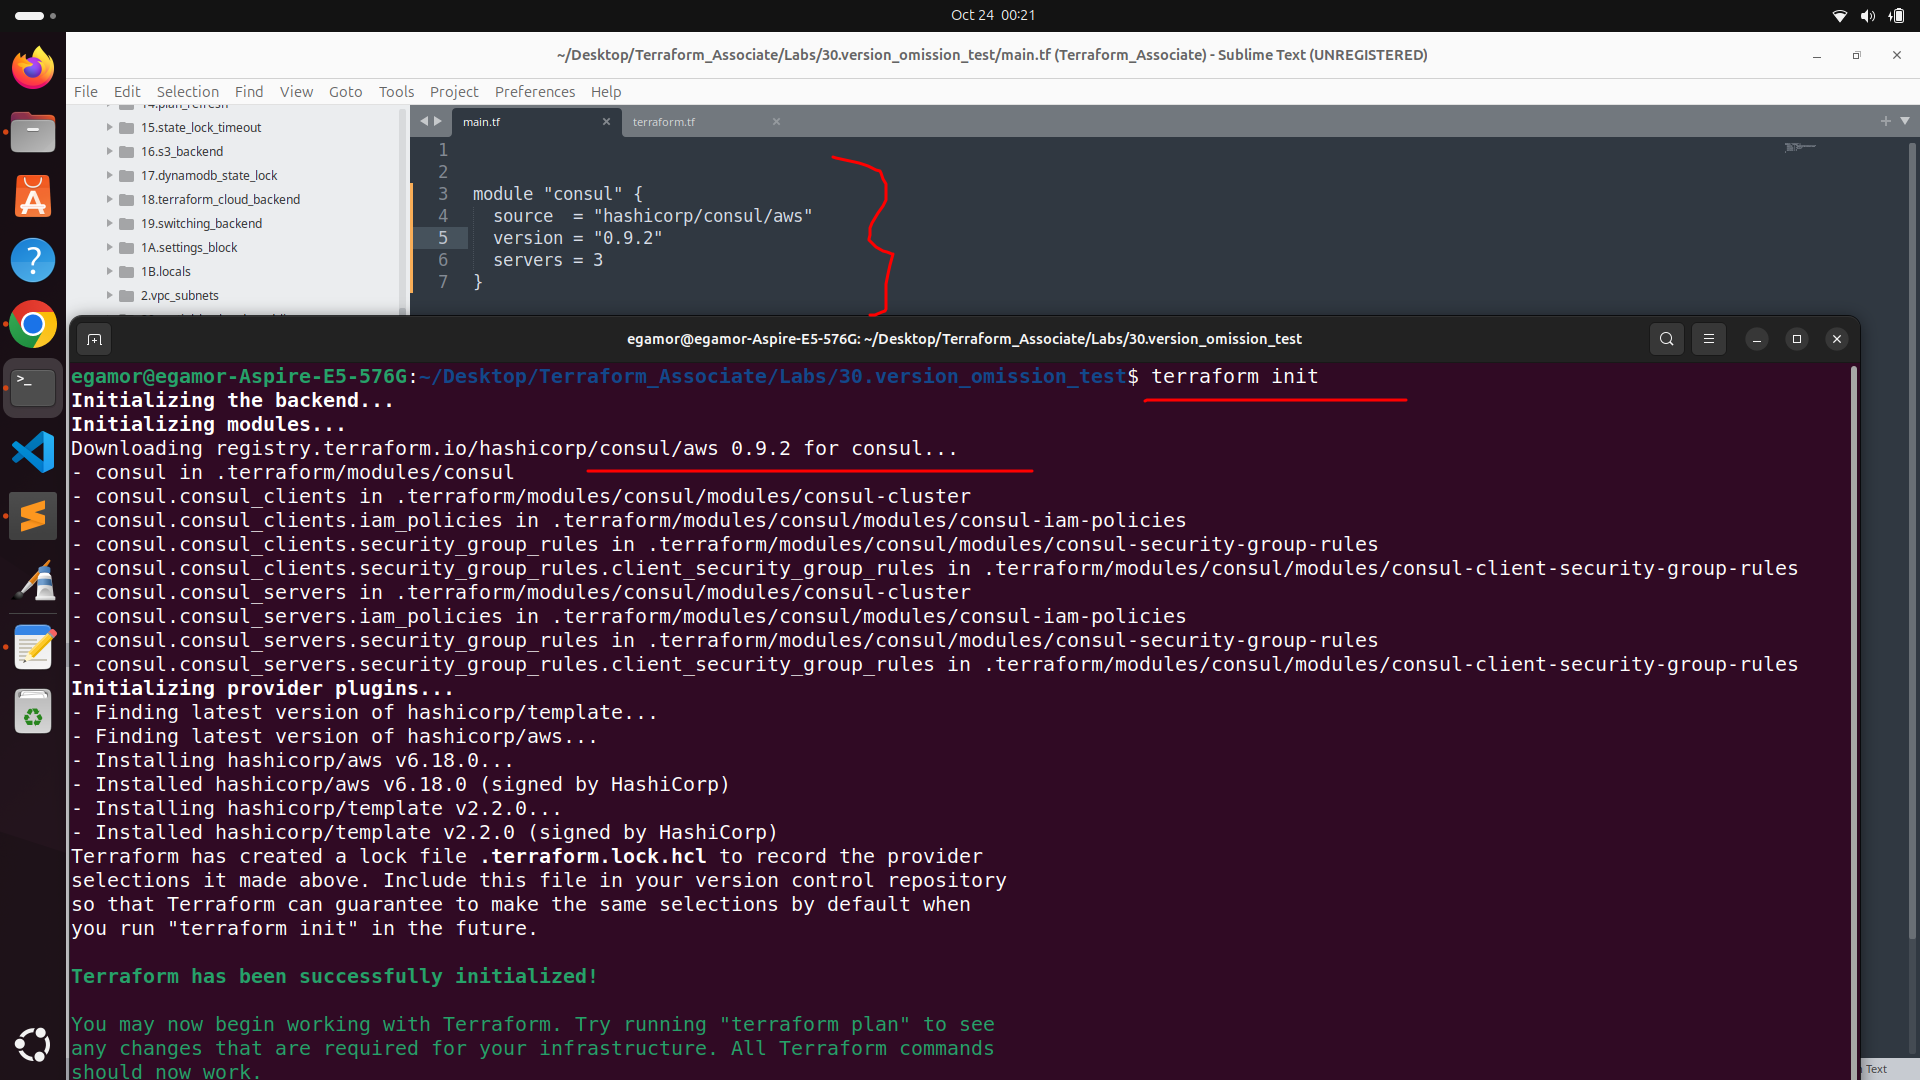 Oct 24 00:21
~/Desktop/Terraform_Associate/Labs/30.version_omission_test/main.tf (Terraform_Associate) - Sublime Text (UNREGISTERED)
File Edit Selection Find View Goto Tools Project Preferences Help
14.plan_refresh
15.state_lock_timeout
16.s3_backend
17.dynamodb_state_lock
18.terraform_cloud_backend
19.switching_backend
1A.settings_block
1B.locals
2.vpc_subnets
main.tf
terraform.tf
1
2
3 module "consul" {
4   source  = "hashicorp/consul/aws"
5   version = "0.9.2"
6   servers = 3
7 }
egamor@egamor-Aspire-E5-576G: ~/Desktop/Terraform_Associate/Labs/30.version_omission_test
egamor@egamor-Aspire-E5-576G:~/Desktop/Terraform_Associate/Labs/30.version_omission_test$ terraform init
Initializing the backend...
Initializing modules...
Downloading registry.terraform.io/hashicorp/consul/aws 0.9.2 for consul...
- consul in .terraform/modules/consul
- consul.consul_clients in .terraform/modules/consul/modules/consul-cluster
- consul.consul_clients.iam_policies in .terraform/modules/consul/modules/consul-iam-policies
- consul.consul_clients.security_group_rules in .terraform/modules/consul/modules/consul-security-group-rules
- consul.consul_clients.security_group_rules.client_security_group_rules in .terraform/modules/consul/modules/consul-client-security-group-rules
- consul.consul_servers in .terraform/modules/consul/modules/consul-cluster
- consul.consul_servers.iam_policies in .terraform/modules/consul/modules/consul-iam-policies
- consul.consul_servers.security_group_rules in .terraform/modules/consul/modules/consul-security-group-rules
- consul.consul_servers.security_group_rules.client_security_group_rules in .terraform/modules/consul/modules/consul-client-security-group-rules
Initializing provider plugins...
- Finding latest version of hashicorp/template...
- Finding latest version of hashicorp/aws...
- Installing hashicorp/aws v6.18.0...
- Installed hashicorp/aws v6.18.0 (signed by HashiCorp)
- Installing hashicorp/template v2.2.0...
- Installed hashicorp/template v2.2.0 (signed by HashiCorp)
Terraform has created a lock file .terraform.lock.hcl to record the provider
selections it made above. Include this file in your version control repository
so that Terraform can guarantee to make the same selections by default when
you run "terraform init" in the future.
Terraform has been successfully initialized!
You may now begin working with Terraform. Try running "terraform plan" to see
any changes that are required for your infrastructure. All Terraform commands
should now work.
Text